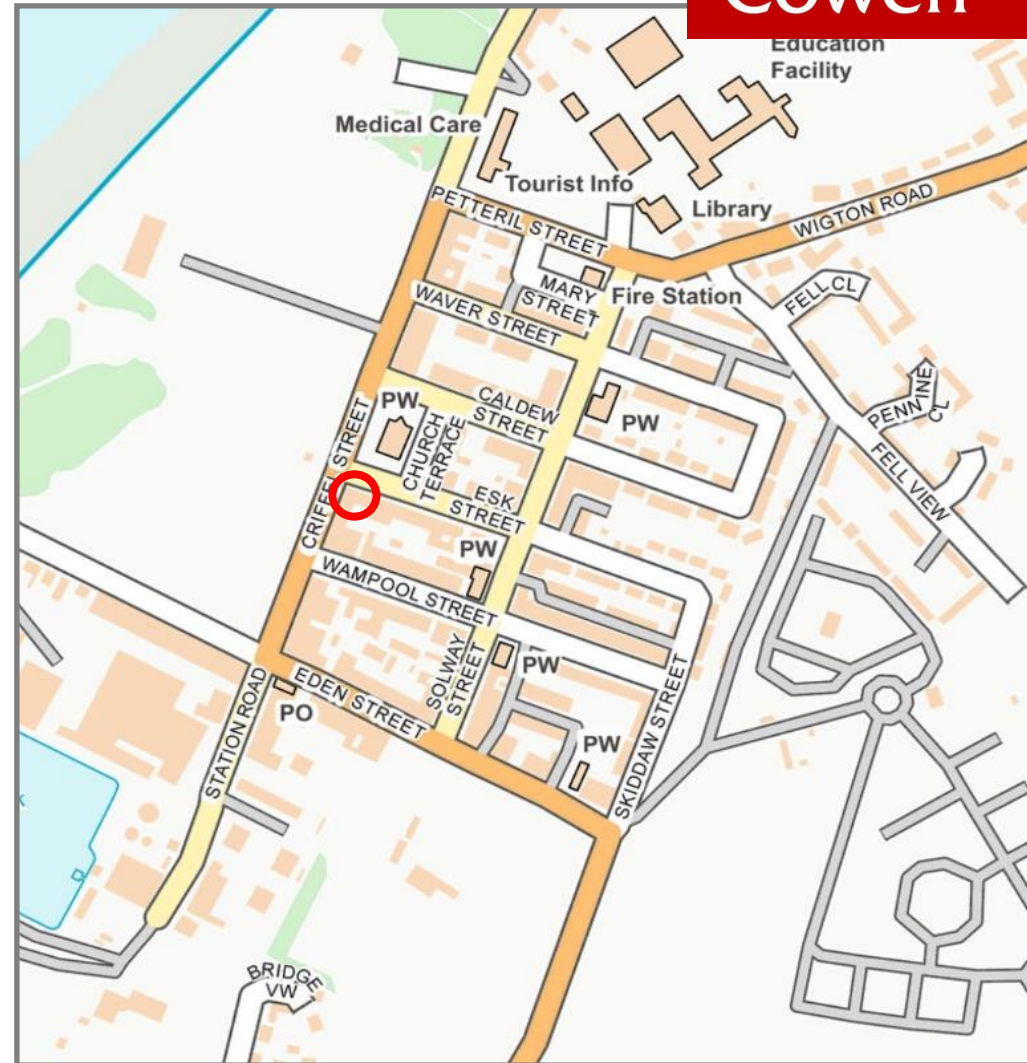 Cowen
Education
Facility
Medical Care
Tourist Info
Library
PETTERIL STREET
WIGTON ROAD
MARY
STREET
Fire Station
FELL CL
WAVER STREET
PENNINE
CL
PW
CALDEW
STREET
PW
CRIFFEL STREET
CHURCH
TERRACE
FELL VIEW
ESK
STREET
PW
WAMPOOL STREET
SOLWAY
STREET
PW
EDEN STREET
PO
STATION ROAD
PW
SKIDDAW STREET
BRIDGE
VW